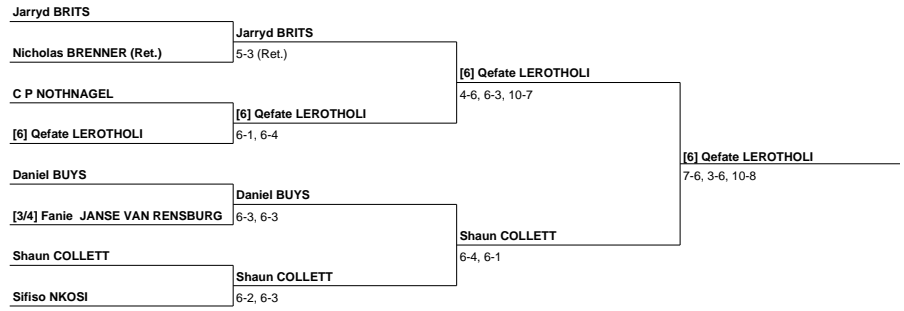 Jarryd BRITS
Jarryd BRITS
Nicholas BRENNER (Ret.)
5-3 (Ret.)
[6] Qefate LEROTHOLI
C P NOTHNAGEL
4-6, 6-3, 10-7
[6] Qefate LEROTHOLI
[6] Qefate LEROTHOLI
6-1, 6-4
[6] Qefate LEROTHOLI
Daniel BUYS
7-6, 3-6, 10-8
Daniel BUYS
[3/4] Fanie  JANSE VAN RENSBURG
6-3, 6-3
Shaun COLLETT
Shaun COLLETT
6-4, 6-1
Shaun COLLETT
Sifiso NKOSI
6-2, 6-3